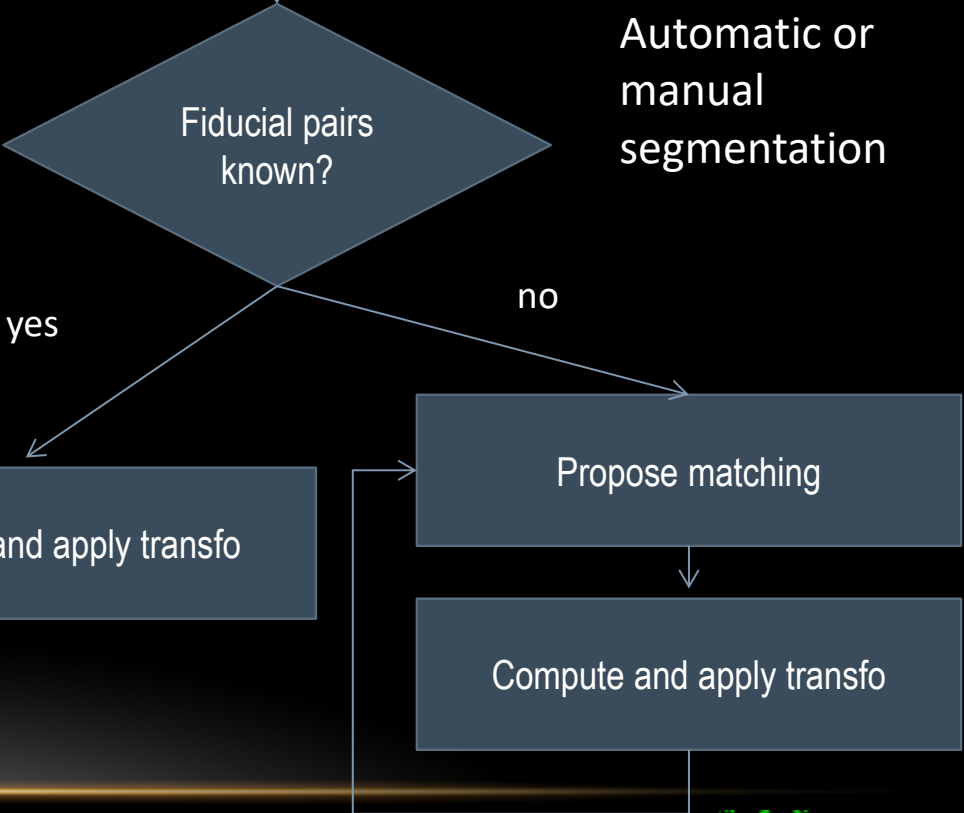 Automatic or
manual
segmentation
Fiducial pairs
known?
yes
no
Propose matching
and apply transfo
Compute and apply transfo